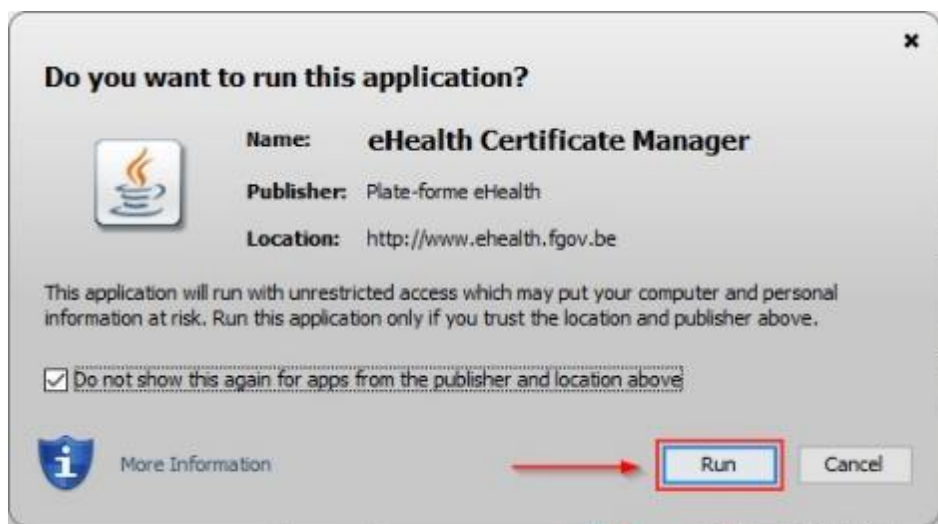 Do you want to run this application?
Name: eHealth Certificate Manager
Publisher: Plate-forme eHealth
Location: http://www.ehealth.fgov.be
This application will run with unrestricted access which may put your computer and personal
information at risk. Run this application only if you trust the location and publisher above.
Do not show this again for apps from the publisher and location above
More Information
Run Cancel